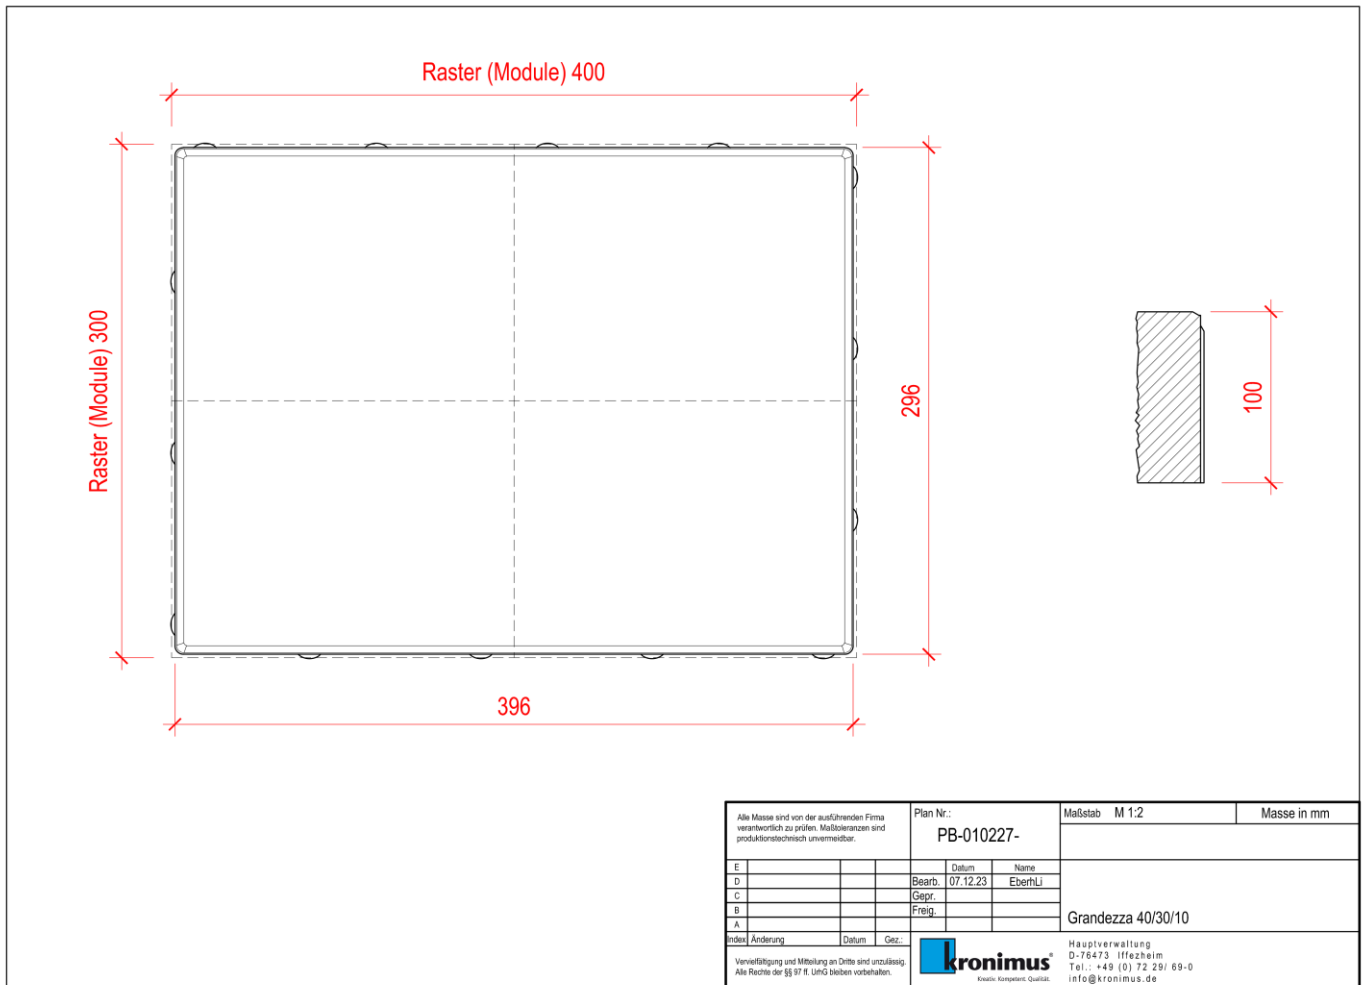 Raster (Module) 400
Raster (Module) 300
296
100
396
Alle Masse sind von der ausführenden Firma
verantwortlich zu prüfen. Maßtoleranzen sind
produktionstechnisch unvermeidbar.
Plan Nr.:
PB-010227-
Maßstab M 1:2
Masse in mm
E
D
C
B
A
Index Änderung Datum Gez.:
Datum Name
Bearb. 07.12.23 EberhLi
Gepr.
Freig.
Grandezza 40/30/10
Vervielfältigung und Mitteilung an Dritte sind unzulässig.
Alle Rechte der §§ 97 ff. UrhG bleiben vorbehalten.
kronimus®
Kreativ. Kompetent. Qualität.
Hauptverwaltung
D-76473 Iffezheim
Tel.: +49 (0) 72 29/ 69-0
info@kronimus.de